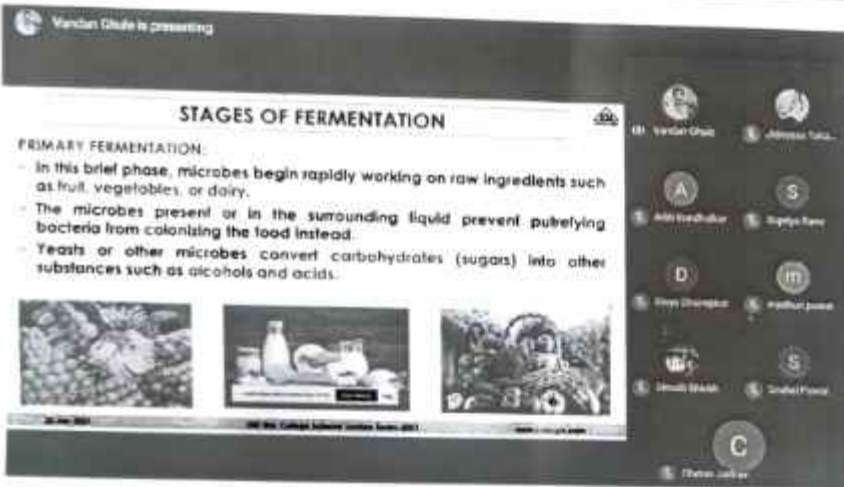 Vandan Ghule is presenting
STAGES OF FERMENTATION
PRIMARY FERMENTATION:
- In this brief phase, microbes begin rapidly working on raw ingredients such
as fruit, vegetables, or dairy.
- The microbes present or in the surrounding liquid prevent putrefying
bacteria from colonizing the food instead.
- Yeasts or other microbes convert carbohydrates (sugars) into other
substances such as alcohols and acids.
Vandan Ghule
A
S
D
m
S
C